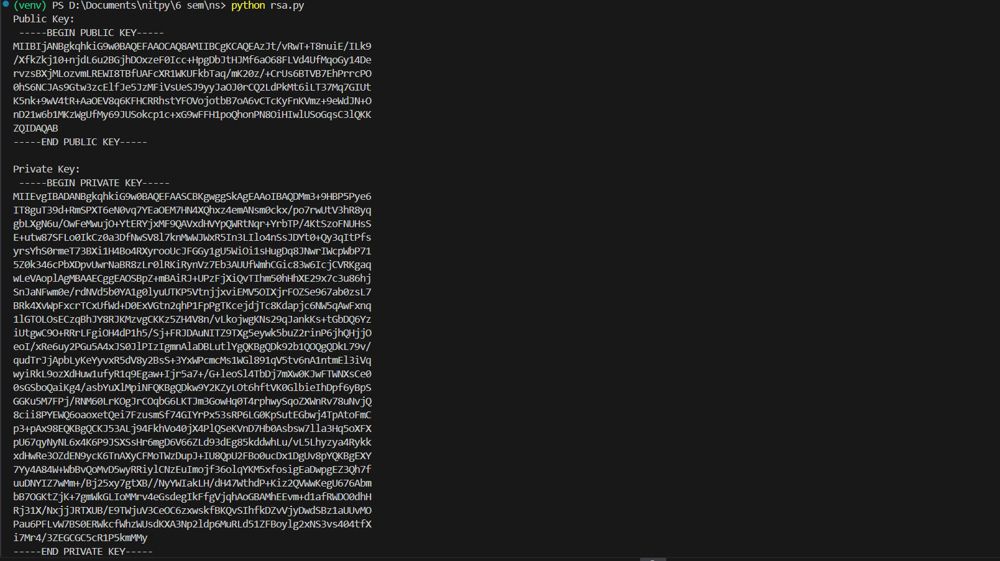 (venv) PS D:\Documents\nitpy\6 sem\ns> python rsa.py
Public Key:
-----BEGIN PUBLIC KEY-----
MIIBIjANBgkqhkiG9w0BAQEFAAOCAQ8AMIIBCgKCAQEAzJt/vRwT+T8nuiE/ILk9
/XfkZkj10+njdL6u2BGjhDOxzeF0Icc+HpgDbJtHJMf6aO68FLVd4UfMqoGy14De
rvzsBXjMLozvmLREWI8TBfUAFcXR1WKUFkbTaq/mK20z/+CrUs6BTVB7EhPrrcPO
0hS6NCJAs9Gtw3zcElfJe5JzMFiVsUeSJ9yyJaOJ0rCQ2LdPkMt6iLT37Mq7GIUt
K5nk+9wV4tR+AaOEV8q6KFHCRRhstYFOVojotbB7oA6vCTcKyFnKVmz+9eWdJN+O
nD21w6b1MKzWgUfMy69JUSokcp1c+xG9wFFH1poQhonPN8OiHIwlUSoGqsC3lQKK
ZQIDAQAB
-----END PUBLIC KEY-----
Private Key:
-----BEGIN PRIVATE KEY-----
MIIEvgIBADANBgkqhkiG9w0BAQEFAASCBKgwggSkAgEAAoIBAQDMm3+9HBP5Pye6
IT8guT39d+RmSPXT6eN0vq7YEaOEM7HN4XQhxz4emANsm0ckx/po7rwUtV3hR8yq
gbLXgN6u/OwFeMwujO+YtERYjxMF9QAVxdHVYpQWRtNqr+YrbTP/4KtSzoFNUHsS
E+utw87SFLo0IkCz0a3DfNwSV8l7knMwWJWxR5In3LIlo4nSsJDYt0+Qy3qItPfs
yrsYhS0rmeT73BXi1H4Bo4RXyrooUcJFGGy1gU5WiOi1sHugDq8JNwrIWcpWbP71
5Z0k346cPbXDpvUwrNaBR8zLr0lRKiRynVz7Eb3AUUfWmhCGic83w6IcjCVRKgaq
wLeVAoplAgMBAAECggEAOSBpZ+mBAiRJ+UPzFjXiQvTIhm50hHhXE29x7c3u86hj
SnJaNFwm0e/rdNVd5b0YA1g0lyuUTKP5VtnjjxviEMV5OIXjrFOZSe967ab0zsL7
BRk4XvWpFxcrTCxUfWd+D0ExVGtn2qhP1FpPgTKcejdjTc8Kdapjc6NW5qAwFxnq
1lGTOLOsECzqBhJY8RJKMzvgCKKz5ZH4V8n/vLkojwgKNs29qJankKs+tGbDQ6Yz
iUtgwC9O+RRrLFgiOH4dP1h5/Sj+FRJDAuNITZ9TXg5eywk5buZ2rinP6jhQHjjO
eoI/xRe6uy2PGu5A4xJS0JlPIzIgmnAlaDBLutlYgQKBgQDk92b1QOQgQDkL79v/
qudTrJjApbLyKeYyvxR5dV8y2BsS+3YxWPcmcMs1WGl891qV5tv6nA1ntmEl3iVq
wyiRkL9ozXdHuw1ufyR1q9Egaw+Ijr5a7+/G+leoSl4TbDj7mXw0KJwFTWNXsCe0
0sGSboQaiKg4/asbYuXlMpiNFQKBgQDkw9Y2KZyLOt6hftVK0GlbieIhDpf6yBpS
GGKu5M7FPj/RNM60LrKOgJrCOqbG6LKTJm3GowHq0T4rphwySqoZXWnRv78uNvjQ
8cii8PYEWQ6oaoxetQei7FzusmSf74GIYrPx53sRP6LG0KpSutEGbwj4TpAtoFmC
p3+pAx98EQKBgQCKJ53ALj94FkhVo40jX4PlQSeKVnD7Hb0Asbsw7lla3Hq5oXFX
pU67qyNyNL6x4K6P9JSXSsHr6mgD6V66ZLd93dEg85kddwhLu/vL5Lhyzya4Rykk
xdHwRe3OZdEN9ycK6TnAXyCFMoTWzDupJ+IU8QpU2FBo0ucDx1DgUv8pYQKBgEXY
7Yy4A84W+WbBvQoMvD5wyRRiylCNzEuImojf36olqYKM5xfosigEaDwpgEZ3Qh7f
uuDNYIZ7wMm+/Bj25xy7gtXB//NyYWIakLH/dH47WthdP+Kiz2QVWwKegU676Abm
bB7OGKtZjK+7gmWkGLIoMMrv4eGsdegIkFfgVjqhAoGBAMhEEvm+d1afRWDO0dhH
Rj31X/NxjjJRTXUB/E9TWjuV3CeOC6zxwskfBKQvSIhfkDZvVjyDwdSBz1aUUvMO
Pau6PFLvW7BS0ERWkcfWhzWUsdKXA3Np2ldp6MuRLd51ZFBoylg2xNS3vs404tfX
i7Mr4/3ZEGCGC5cR1P5kmMMy
-----END PRIVATE KEY-----